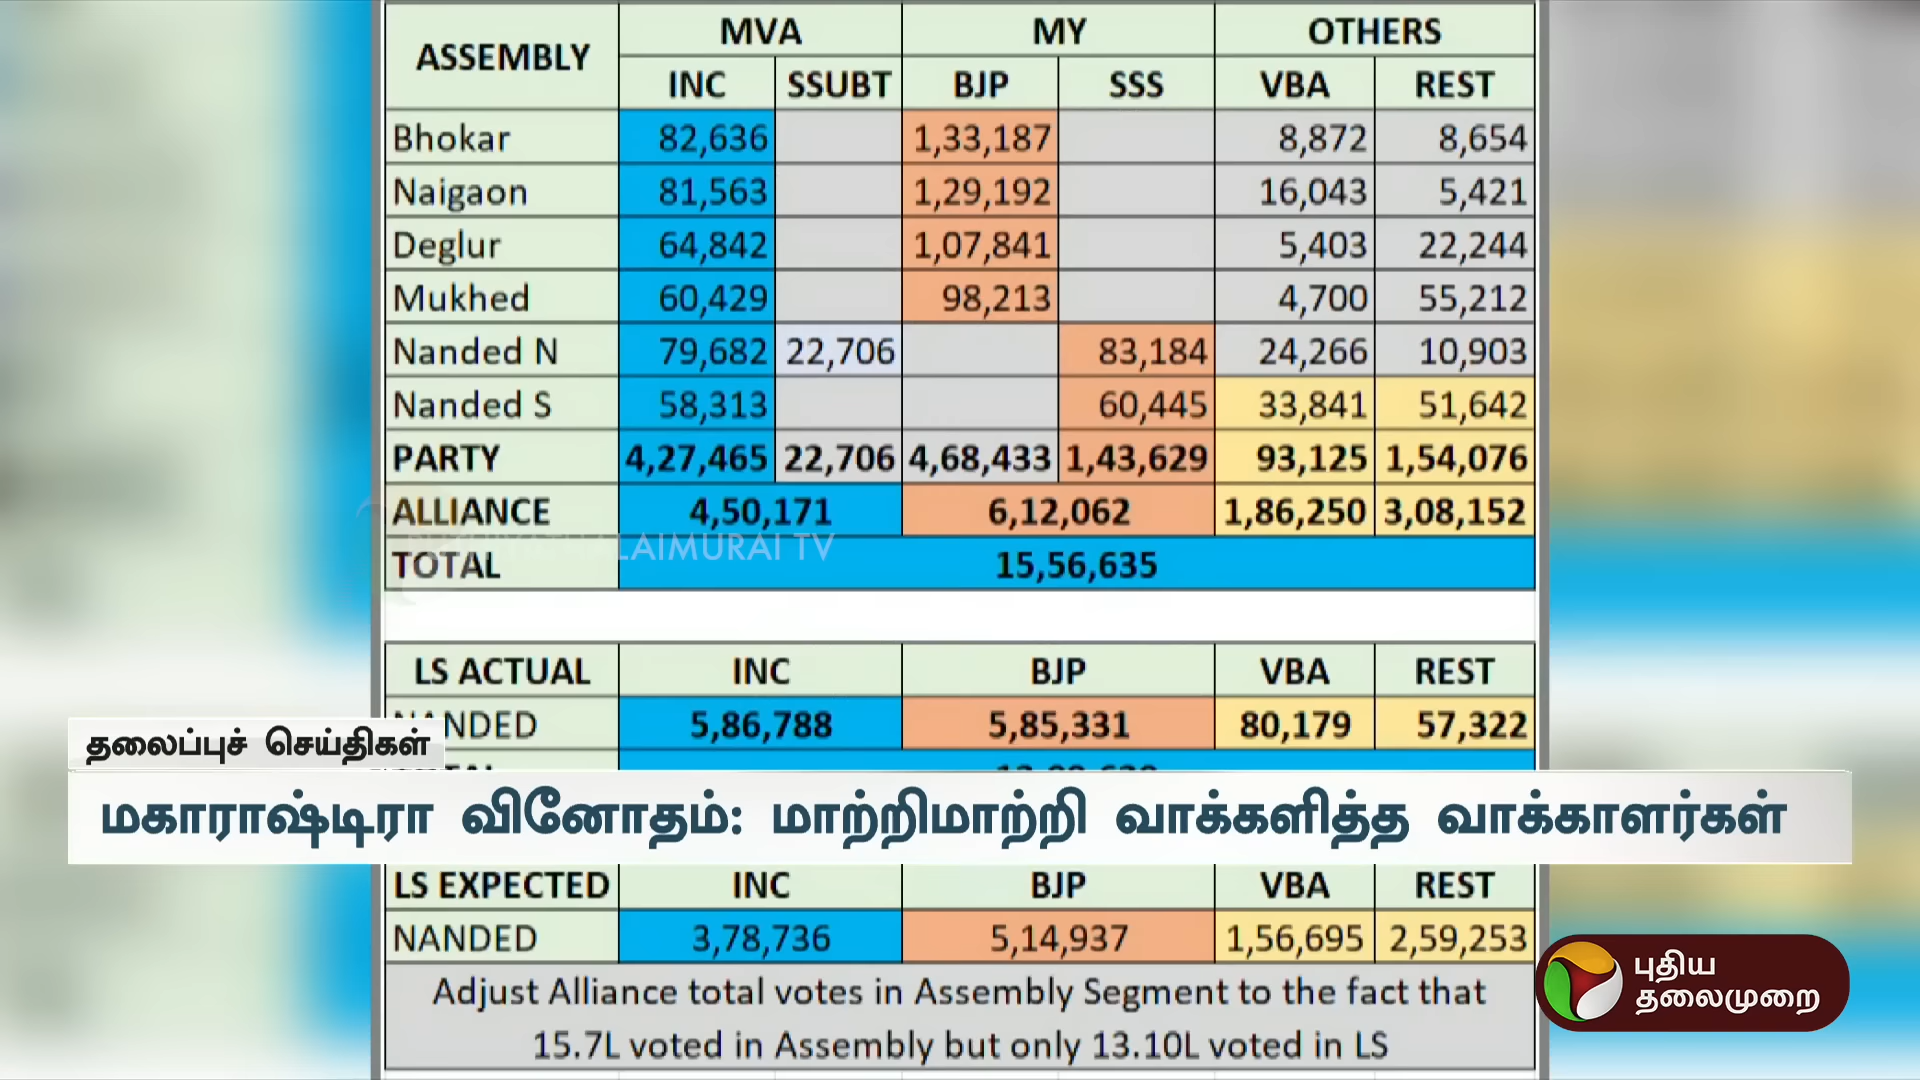 ASSEMBLY MVA MY OTHERS
INC SSUBT BJP SSS VBA REST
Bhokar 82,636 1,33,187 8,872 8,654
Naigaon 81,563 1,29,192 16,043 5,421
Deglur 64,842 1,07,841 5,403 22,244
Mukhed 60,429 98,213 4,700 55,212
Nanded N 79,682 22,706 83,184 24,266 10,903
Nanded S 58,313 60,445 33,841 51,642
PARTY 4,27,465 22,706 4,68,433 1,43,629 93,125 1,54,076
ALLIANCE 4,50,171 6,12,062 1,86,250 3,08,152
TOTAL 15,56,635
LS ACTUAL INC BJP VBA REST
NANDED 5,86,788 5,85,331 80,179 57,322
தலைப்புச் செய்திகள்
மகாராஷ்டிரா வினோதம்: மாற்றிமாற்றி வாக்களித்த வாக்காளர்கள்
LS EXPECTED INC BJP VBA REST
NANDED 3,78,736 5,14,937 1,56,695 2,59,253
Adjust Alliance total votes in Assembly Segment to the fact that
15.7L voted in Assembly but only 13.10L voted in LS
புதிய
தலைமுறை